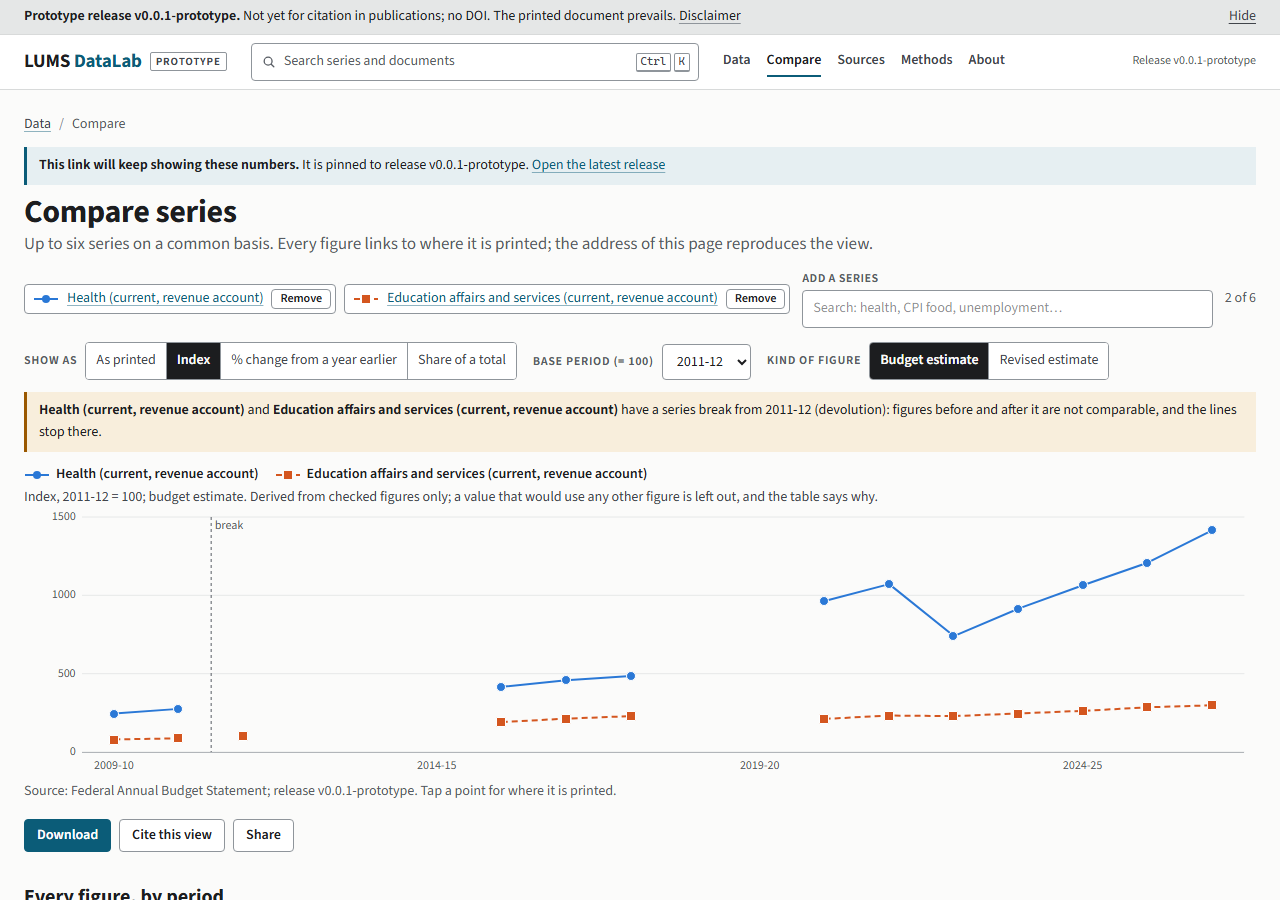 Prototype release v0.0.1-prototype. Not yet for citation in publications; no DOI. The printed document prevails. Disclaimer Hide
LUMS DataLab PROTOTYPE Search series and documents Ctrl K Data Compare Sources Methods About Release v0.0.1-prototype
Data / Compare
This link will keep showing these numbers. It is pinned to release v0.0.1-prototype. Open the latest release
Compare series
Up to six series on a common basis. Every figure links to where it is printed; the address of this page reproduces the view.
ADD A SERIES
Health (current, revenue account) Remove Education affairs and services (current, revenue account) Remove Search: health, CPI food, unemployment… 2 of 6
SHOW AS As printed Index % change from a year earlier Share of a total BASE PERIOD (= 100) 2011-12 KIND OF FIGURE Budget estimate Revised estimate
Health (current, revenue account) and Education affairs and services (current, revenue account) have a series break from 2011-12 (devolution): figures before and after it are not comparable, and the lines
stop there.
Health (current, revenue account) Education affairs and services (current, revenue account)
Index, 2011-12 = 100; budget estimate. Derived from checked figures only; a value that would use any other figure is left out, and the table says why.
1500
break
1000
500
0
2009-10 2014-15 2019-20 2024-25
Source: Federal Annual Budget Statement; release v0.0.1-prototype. Tap a point for where it is printed.
Download Cite this view Share
Every figure, by period